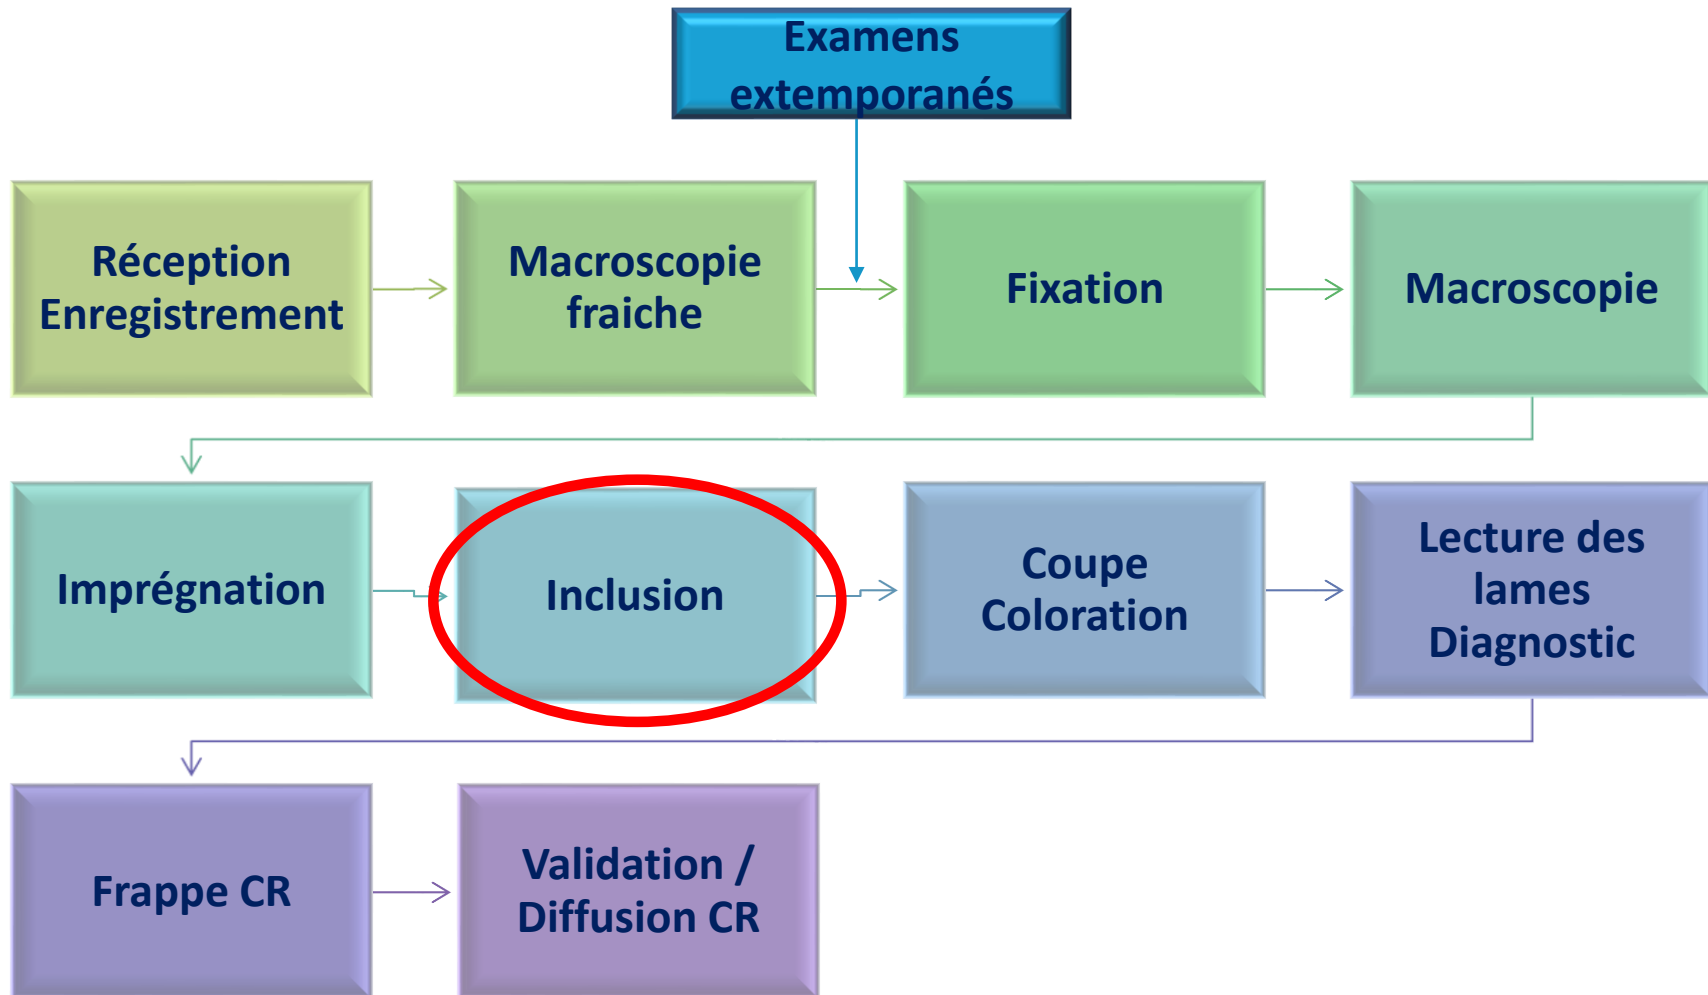 Examens
extemporanés
Réception
Enregistrement
Macroscopie
fraiche
Fixation
Macroscopie
Imprégnation
Inclusion
Coupe
Coloration
Lecture des
lames
Diagnostic
Frappe CR
Validation /
Diffusion CR